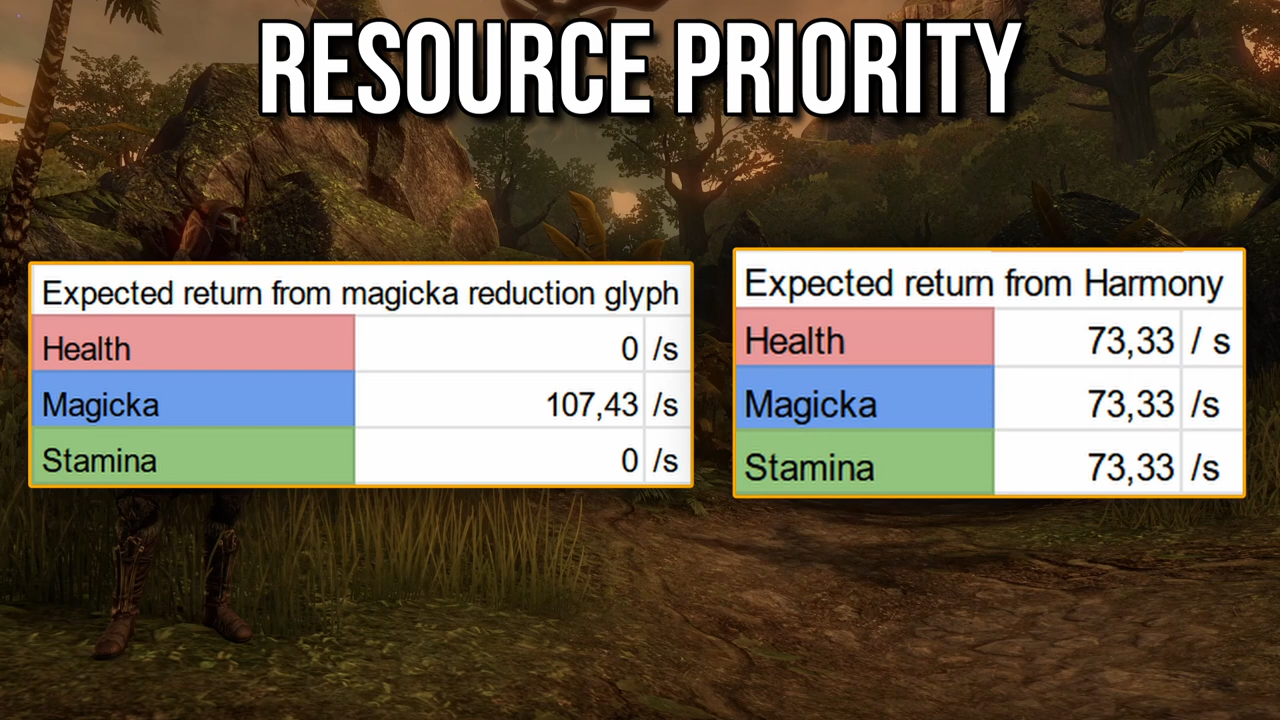 RESOURCE PRIORITY
Expected return from magicka reduction glyph
Health 0 /s
Magicka 107,43 /s
Stamina 0 /s
Expected return from Harmony
Health 73,33 / s
Magicka 73,33 /s
Stamina 73,33 /s